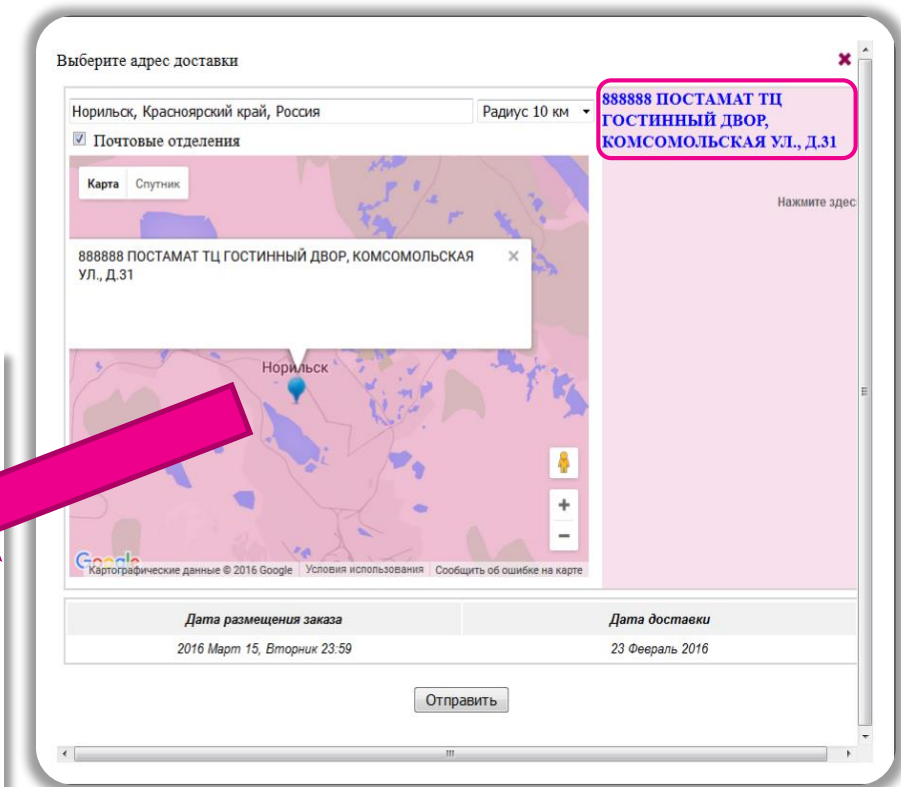 Выберите адрес доставки
Норильск, Красноярский край, Россия
Радиус 10 км
888888 ПОСТАМАТ ТЦ
ГОСТИННЫЙ ДВОР,
КОМСОМОЛЬСКАЯ УЛ., Д.31
Почтовые отделения
Карта Спутник
Нажмите здес
888888 ПОСТАМАТ ТЦ ГОСТИННЫЙ ДВОР, КОМСОМОЛЬСКАЯ
УЛ., Д.31
Норильск
Google
Картографические данные © 2016 Google Условия использования Сообщить об ошибке на карте
Дата размещения заказа Дата доставки
2016 Март 15, Вторник 23:59 23 Февраль 2016
Отправить